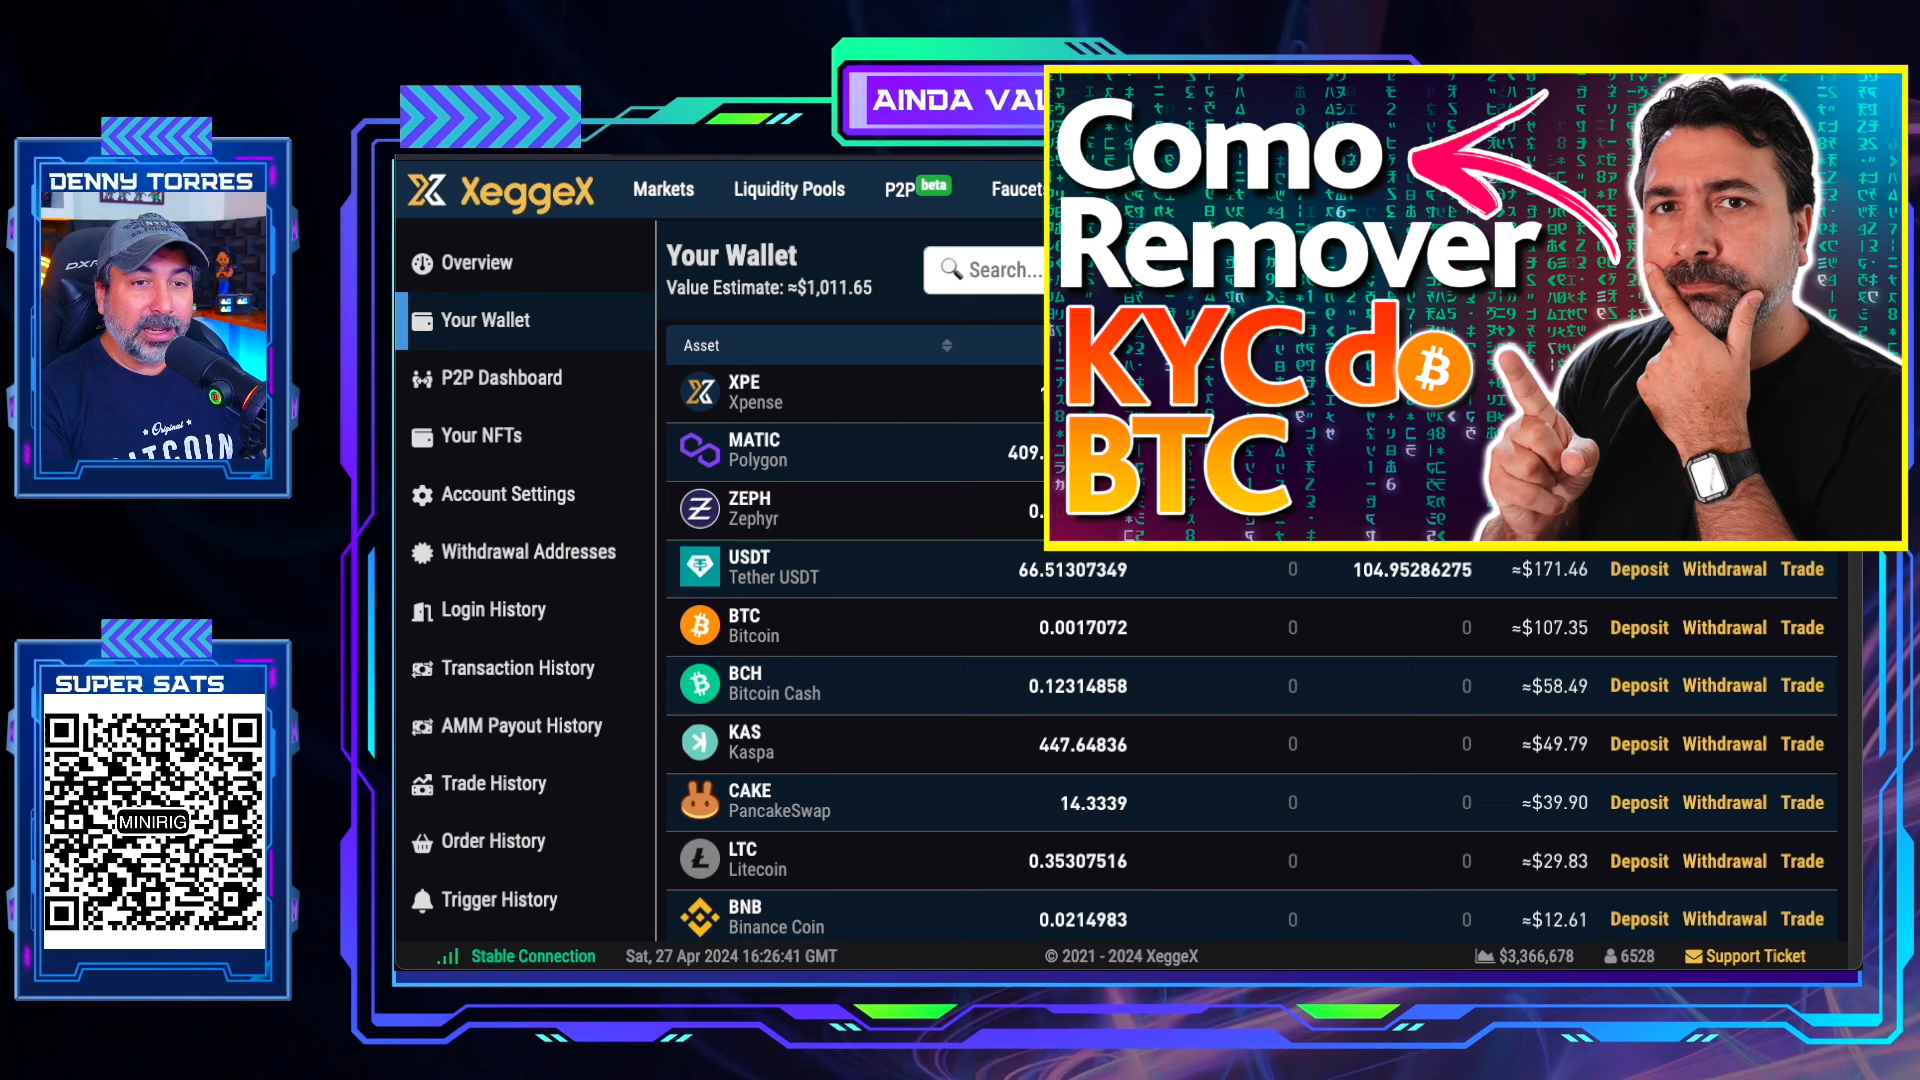 AINDA VAL
DENNY TORRES
Original
BITCOIN
SUPER SATS
MINIRIG
XeggeX
Markets
Liquidity Pools
P2P beta
Faucets
Overview
Your Wallet
P2P Dashboard
Your NFTs
Account Settings
Withdrawal Addresses
Login History
Transaction History
AMM Payout History
Trade History
Order History
Trigger History
Your Wallet
Value Estimate: ≈$1,011.65
Search...
Asset
XPE
Xpense
MATIC
Polygon 409.
ZEPH
Zephyr 0.
USDT
Tether USDT 66.51307349 0 104.95286275 ≈$171.46 Deposit Withdrawal Trade
BTC
Bitcoin 0.0017072 0 0 ≈$107.35 Deposit Withdrawal Trade
BCH
Bitcoin Cash 0.12314858 0 0 ≈$58.49 Deposit Withdrawal Trade
KAS
Kaspa 447.64836 0 0 ≈$49.79 Deposit Withdrawal Trade
CAKE
PancakeSwap 14.3339 0 0 ≈$39.90 Deposit Withdrawal Trade
LTC
Litecoin 0.35307516 0 0 ≈$29.83 Deposit Withdrawal Trade
BNB
Binance Coin 0.0214983 0 0 ≈$12.61 Deposit Withdrawal Trade
Stable Connection Sat, 27 Apr 2024 16:26:41 GMT © 2021 - 2024 XeggeX $3,366,678 6528 Support Ticket
Como
Remover
KYC d
BTC